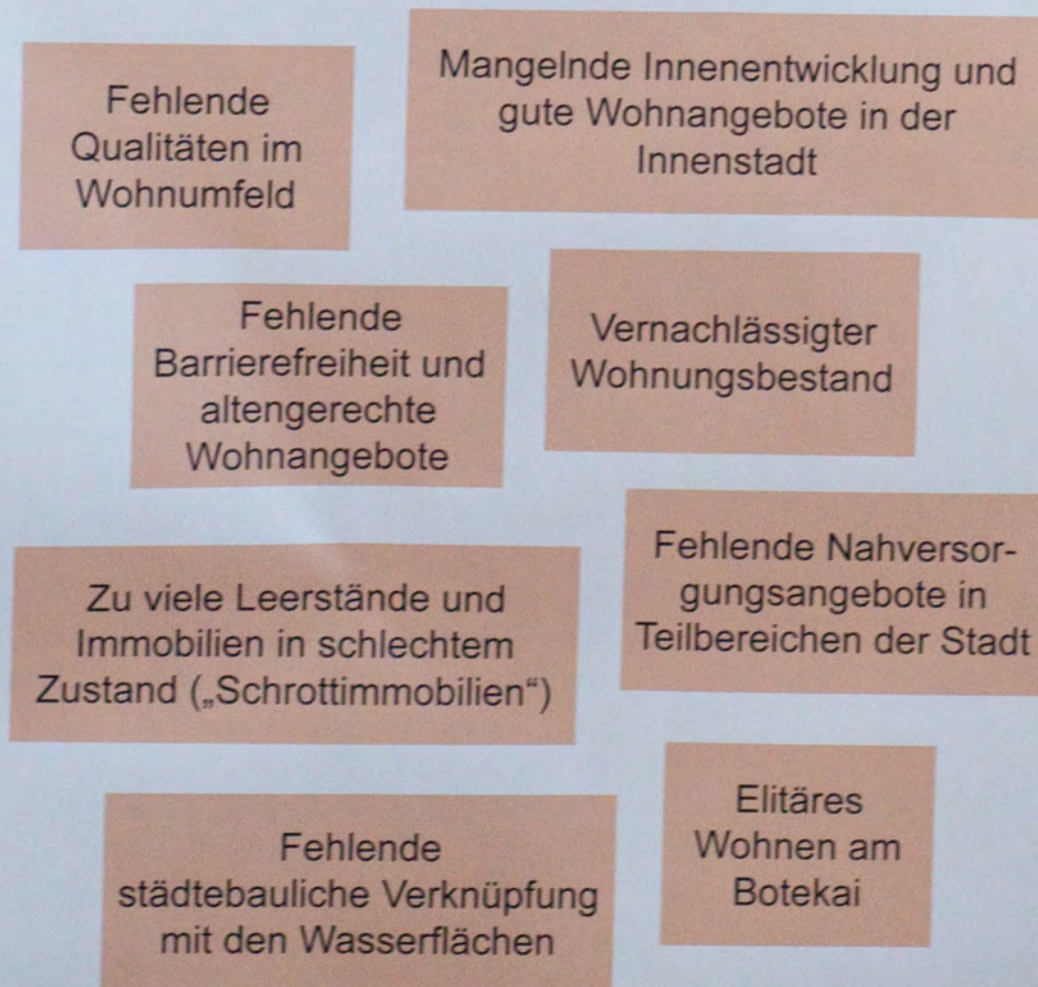 Fehlende
Qualitäten im
Wohnumfeld
Mangelnde Innenentwicklung und
gute Wohnangebote in der
Innenstadt
Fehlende
Barrierefreiheit und
altengerechte
Wohnangebote
Vernachlässigter
Wohnungsbestand
Zu viele Leerstände und
Immobilien in schlechtem
Zustand („Schrottimmobilien“)
Fehlende Nahversor-
gungsangebote in
Teilbereichen der Stadt
Fehlende
städtebauliche Verknüpfung
mit den Wasserflächen
Elitäres
Wohnen am
Botekai